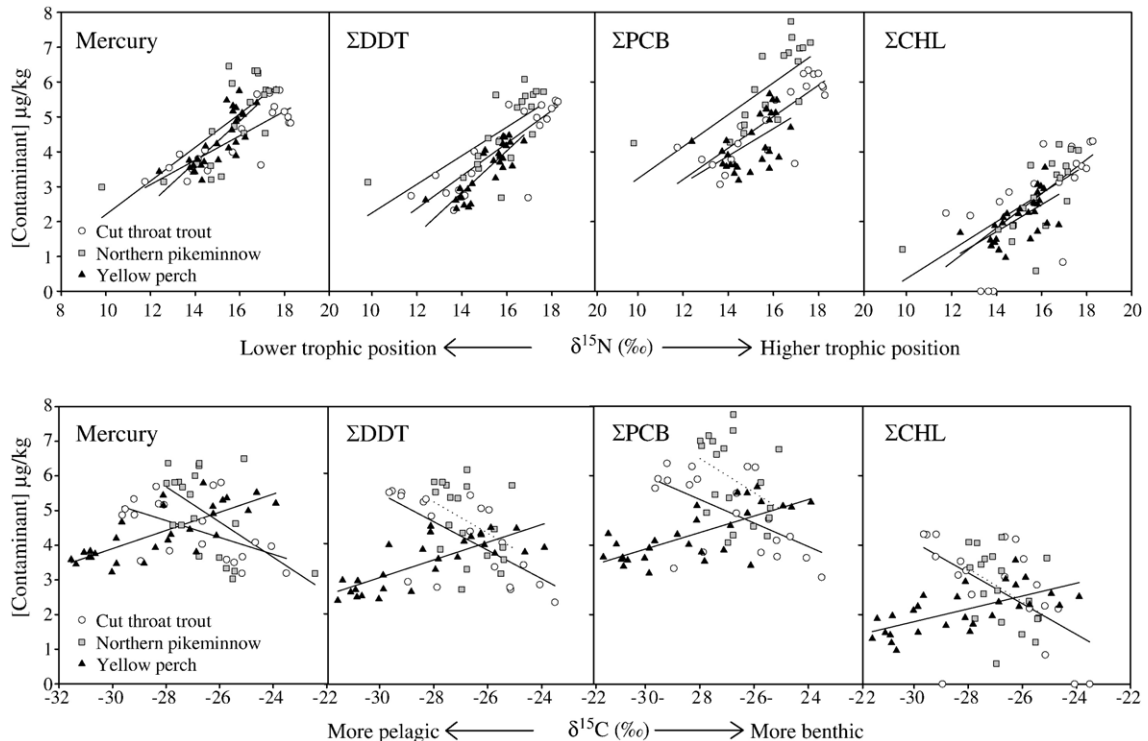 [Contaminant] µg/kg
8
7
6
5
4
3
2
1
0
Mercury
ΣDDT
ΣPCB
ΣCHL
Cut throat trout
Northern pikeminnow
Yellow perch
6 8 10 12 14 16 18 20 10 12 14 16 18 20 10 12 14 16 18 20 10 12 14 16 18 20
Lower trophic position δ¹⁵N (‰) Higher trophic position
[Contaminant] µg/kg
8
7
6
5
4
3
2
1
0
Mercury
ΣDDT
ΣPCB
ΣCHL
Cut throat trout
Northern pikeminnow
Yellow perch
-32 -30 -28 -26 -24 -22 -30 -28 -26 -24 -22 -30 -28 -26 -24 -22 -30 -28 -26 -24 -22
More pelagic δ¹⁵C (‰) More benthic